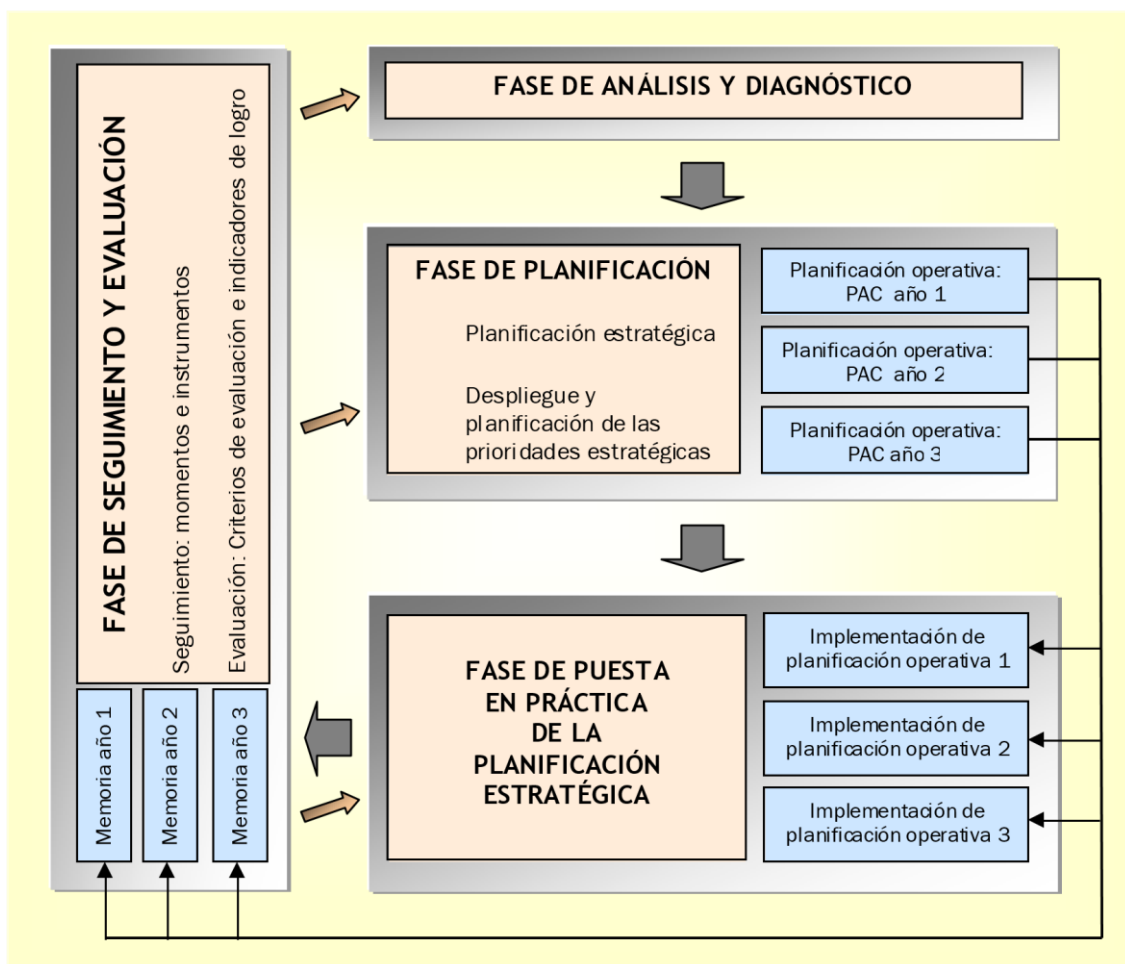 FASE DE SEGUIMIENTO Y EVALUACIÓN
Seguimiento: momentos e instrumentos
Evaluación: Criterios de evaluación e indicadores de logro
Memoria año 1
Memoria año 2
Memoria año 3
FASE DE ANÁLISIS Y DIAGNÓSTICO
FASE DE PLANIFICACIÓN
Planificación estratégica
Despliegue y
planificación de las
prioridades estratégicas
Planificación operativa:
PAC año 1
Planificación operativa:
PAC año 2
Planificación operativa:
PAC año 3
FASE DE PUESTA
EN PRÁCTICA
DE LA
PLANIFICACIÓN
ESTRATÉGICA
Implementación de
planificación operativa 1
Implementación de
planificación operativa 2
Implementación de
planificación operativa 3